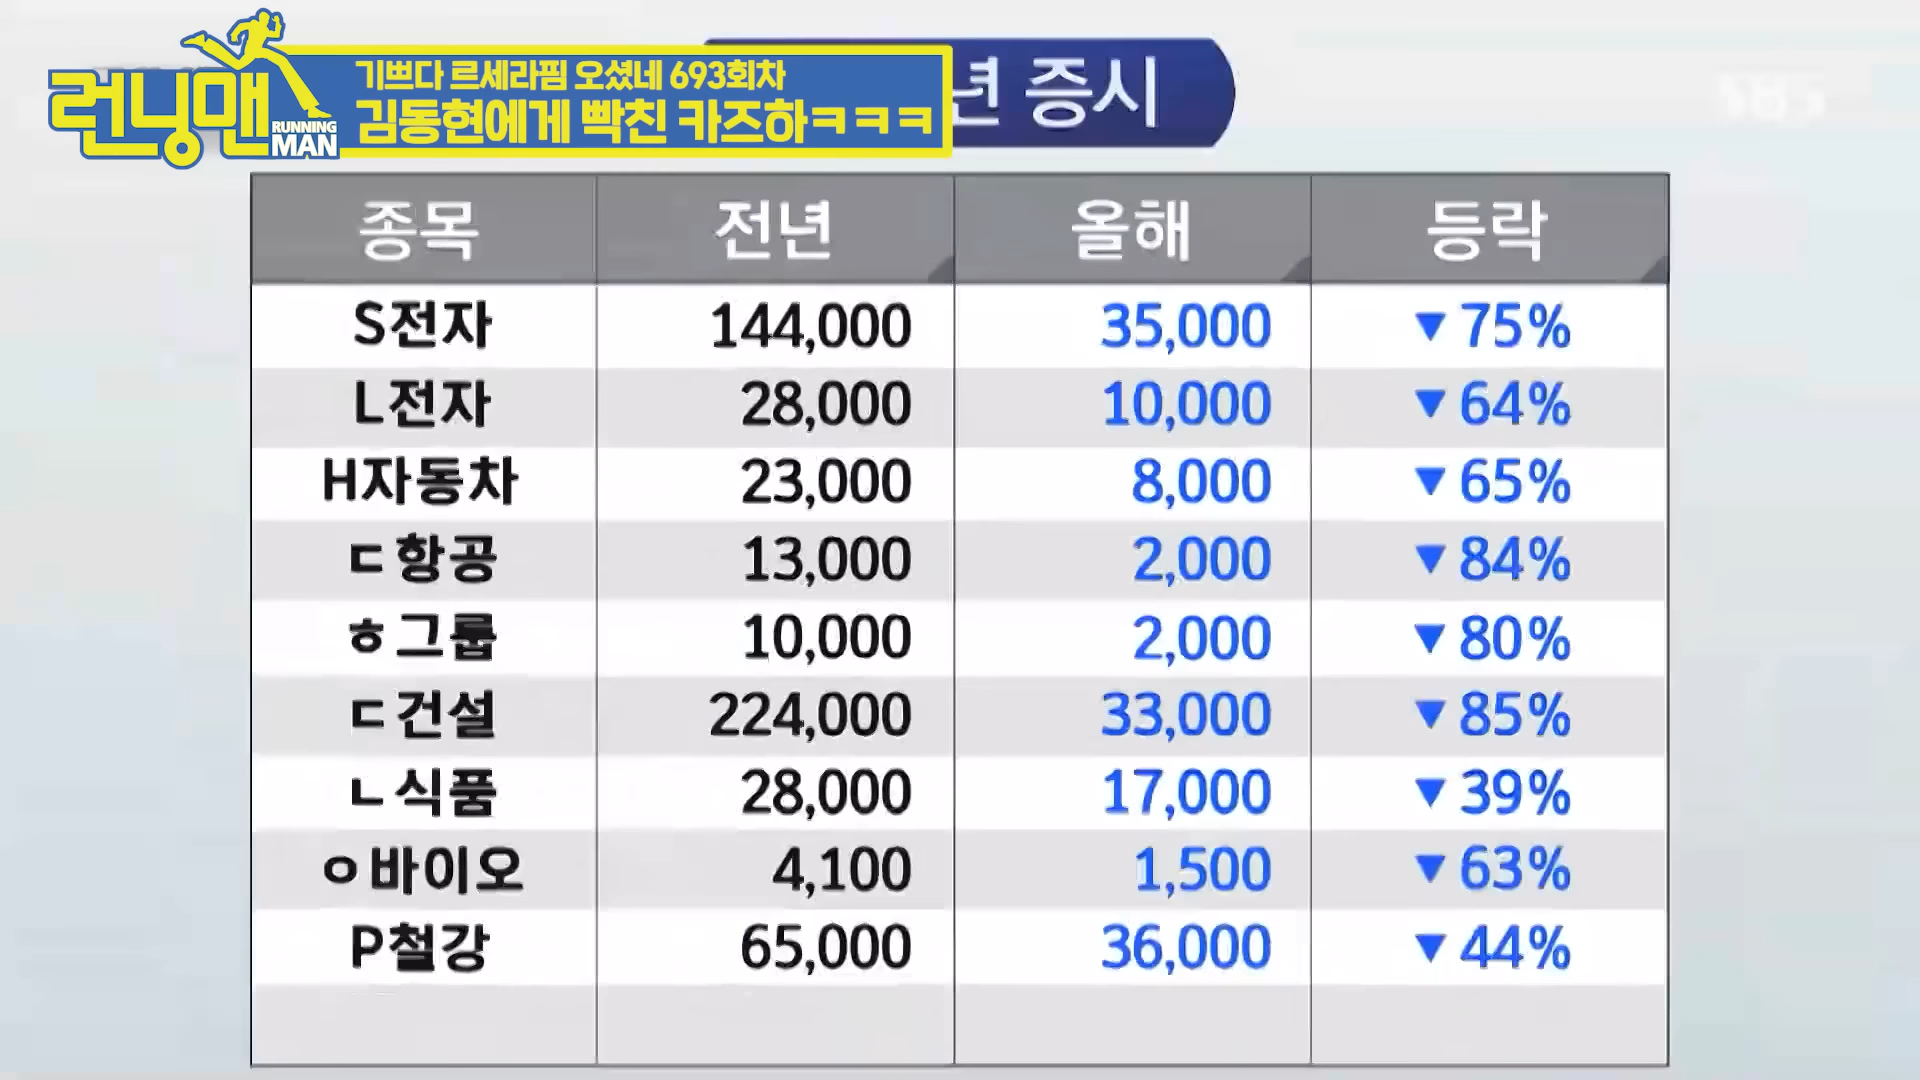 런닝맨
RUNNING
MAN
기쁘다 르세라핌 오셨네 693회차
김동현에게 빡친 카즈하ㅋㅋㅋ
년 증시
SBS
종목 전년 올해 등락
S전자 144,000 35,000 ▼75%
L전자 28,000 10,000 ▼64%
H자동차 23,000 8,000 ▼65%
ㄷ항공 13,000 2,000 ▼84%
ㅎ그룹 10,000 2,000 ▼80%
ㄷ건설 224,000 33,000 ▼85%
ㄴ식품 28,000 17,000 ▼39%
ㅇ바이오 4,100 1,500 ▼63%
P철강 65,000 36,000 ▼44%